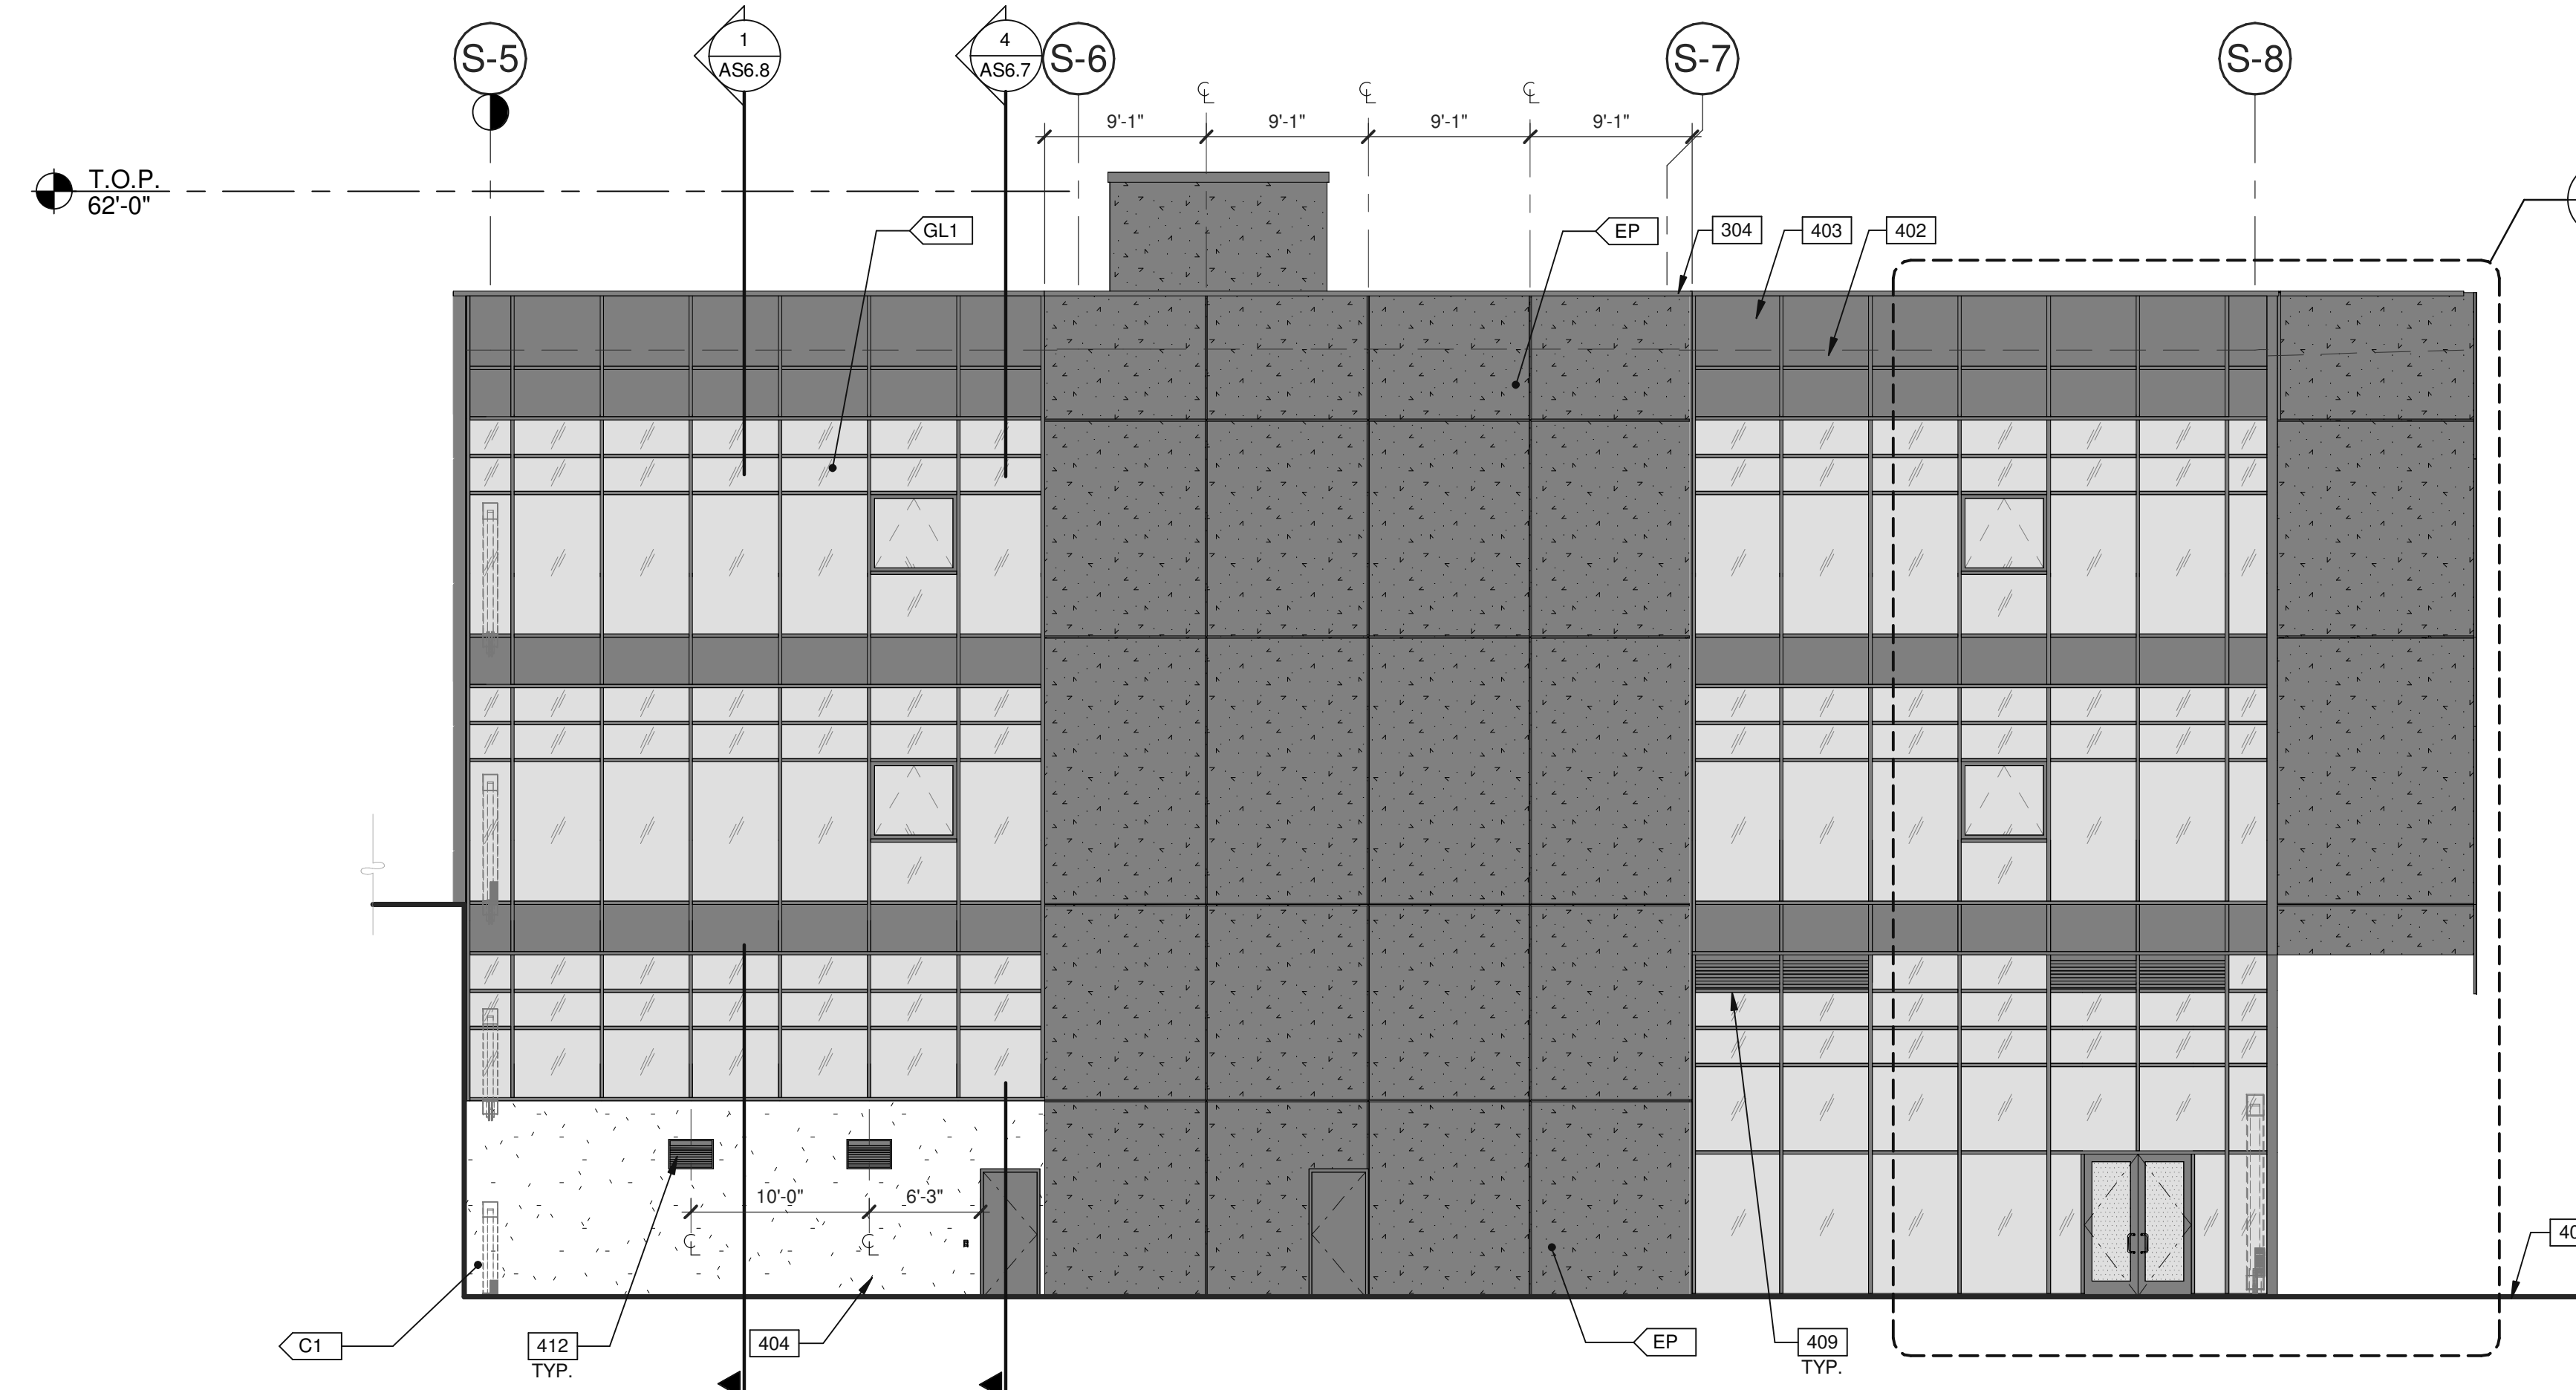 S-5
1
AS6.8
4
AS6.7
S-6
S-7
S-8
9'-1"
9'-1"
9'-1"
9'-1"
T.O.P.
62'-0"
GL1
EP
304
403
402
10'-0"
6'-3"
C1
412
TYP.
404
EP
409
TYP.